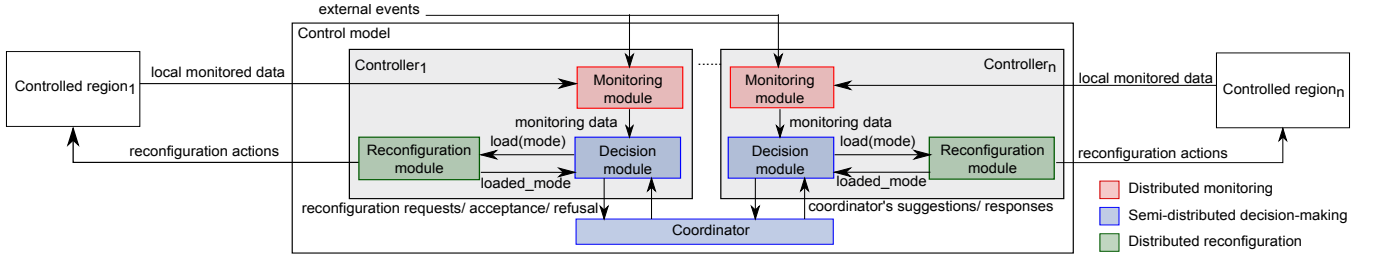 external events
Control model
Controller1
Controllern
Controlled region1
local monitored data
Monitoring
module
Monitoring
module
local monitored data
Controlled regionn
monitoring data
monitoring data
load(mode)
load(mode)
reconfiguration actions
Reconfiguration
module
Decision
module
Decision
module
Reconfiguration
module
reconfiguration actions
loaded_mode
loaded_mode
reconfiguration requests/ acceptance/ refusal
coordinator's suggestions/ responses
Coordinator
Distributed monitoring
Semi-distributed decision-making
Distributed reconfiguration